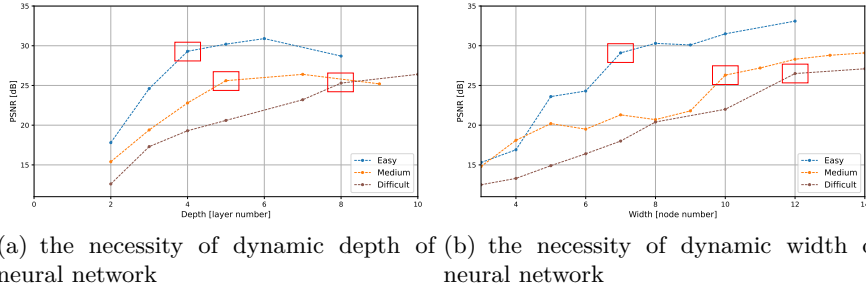 35
30
25
20
15
PSNR [dB]
0
2
4
6
8
10
Depth [layer number]
Easy
Medium
Difficult
35
30
25
20
15
PSNR [dB]
4
6
8
10
12
14
Width [node number]
Easy
Medium
Difficult
(a) the necessity of dynamic depth of
neural network
(b) the necessity of dynamic width
neural network